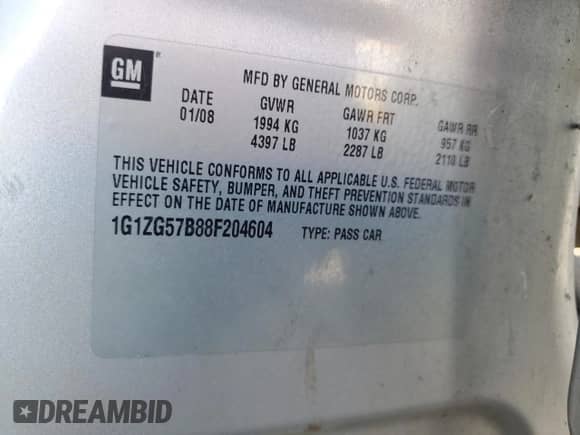 GM
®
MFD BY GENERAL MOTORS CORP.
DATE GVWR GAWR FRT GAWR RR
01/08 1994 KG 1037 KG 957 KG
4397 LB 2287 LB 2110 LB
THIS VEHICLE CONFORMS TO ALL APPLICABLE U.S. FEDERAL MOTOR
VEHICLE SAFETY, BUMPER, AND THEFT PREVENTION STANDARDS IN
EFFECT ON THE DATE OF MANUFACTURE SHOWN ABOVE.
1G1ZG57B88F204604 TYPE: PASS CAR
DREAMBID